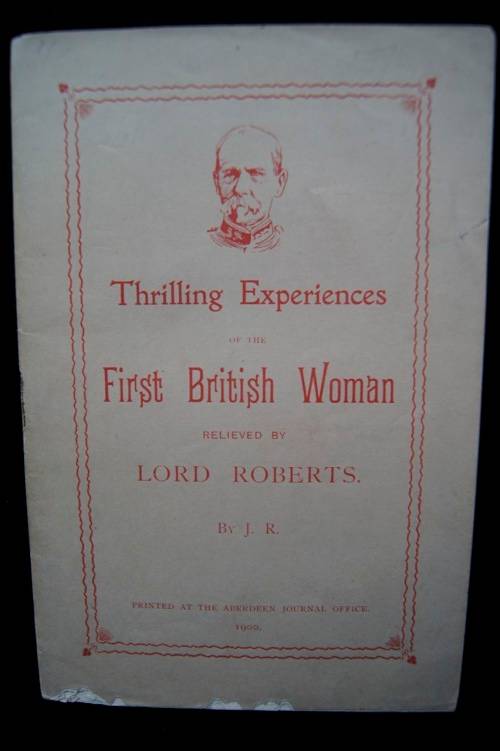 Thrilling Experiences
OF THE
First British Woman
RELIEVED BY
LORD ROBERTS.
By J. R.
PRINTED AT THE ABERDEEN JOURNAL OFFICE.
1900.